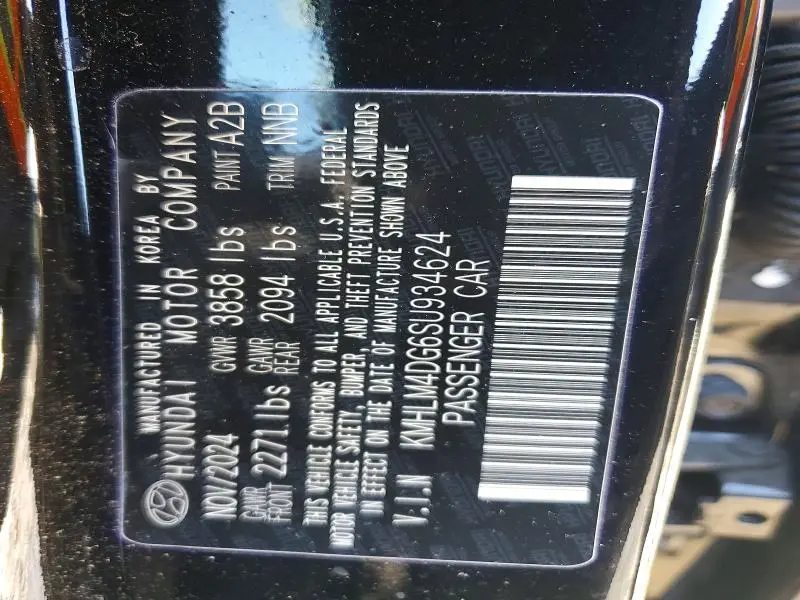 MANUFACTURED IN KOREA BY
HYUNDAI MOTOR COMPANY
NOV/2024 GVWR 3858 lbs PAINT A2B
GAWR FRONT 2271 lbs GAWR REAR 2094 lbs TRIM NNB
THIS VEHICLE CONFORMS TO ALL APPLICABLE U.S.A. FEDERAL
MOTOR VEHICLE SAFETY, BUMPER, AND THEFT PREVENTION STANDARDS
IN EFFECT ON THE DATE OF MANUFACTURE SHOWN ABOVE
V.I.N KMHLM4DG6SU934624
PASSENGER CAR